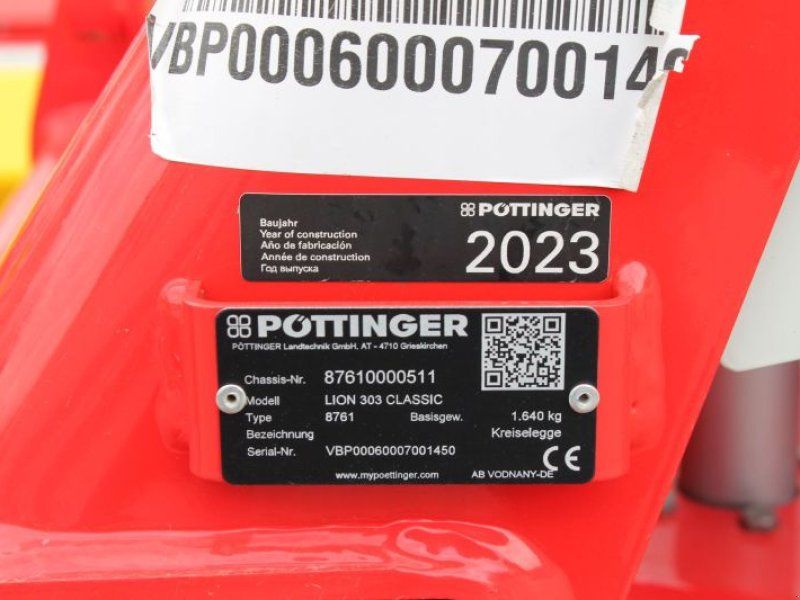 VBP000600070014
Baujahr
Year of construction
Año de fabricación
Année de construction
Год выпуска
PÖTTINGER
2023
PÖTTINGER
PÖTTINGER Landtechnik GmbH, AT - 4710 Grieskirchen
Chassis-Nr. 87610000511
Modell LION 303 CLASSIC
Type 8761 Basisgew. 1.640 kg
Bezeichnung Kreiselegge
Serial-Nr. VBP00060007001450
CE
www.mypoettinger.com AB VODNANY-DE